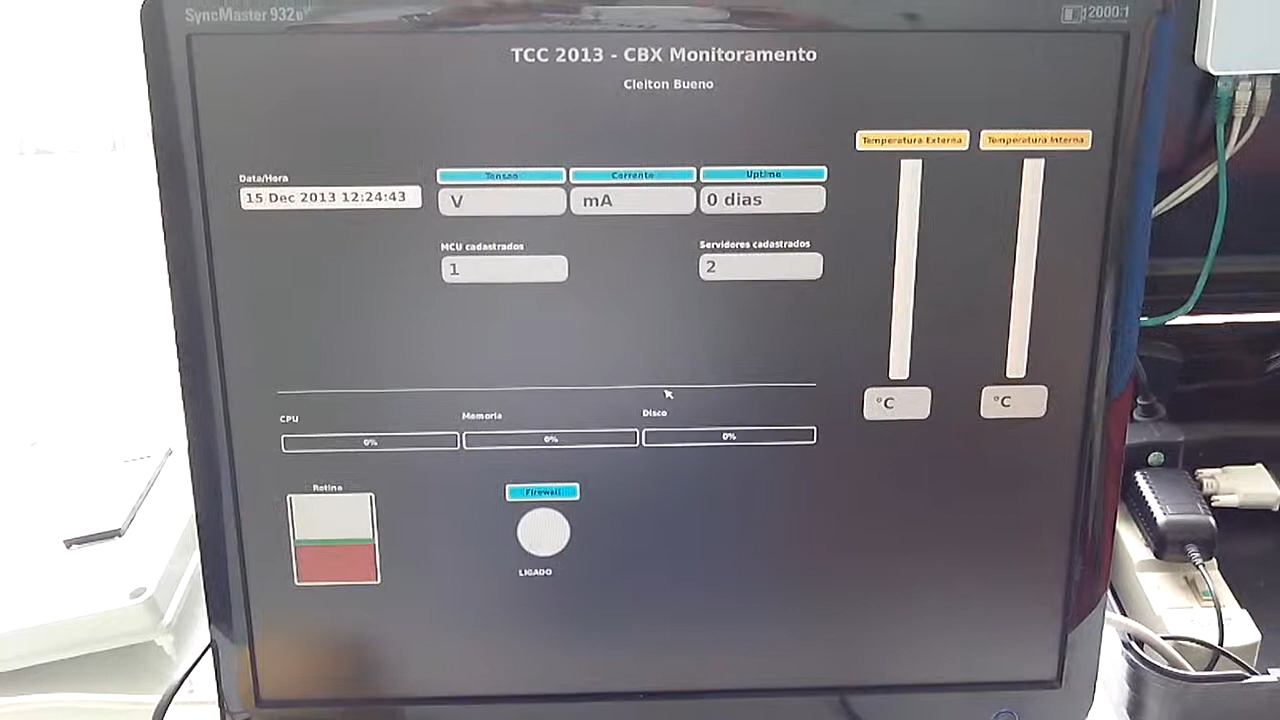 SyncMaster 932B
12000:1
TCC 2013 - CBX Monitoramento
Cleiton Bueno
Temperatura Externa
Temperatura Interna
Data/Hora
Tensao
Corrente
Uptime
15 Dec 2013 12:24:43
V
mA
0 dias
MCU cadastrados
Servidores cadastrados
1
2
°C
°C
CPU
Memoria
Disco
0%
0%
0%
Rotina
Firewall
LIGADO